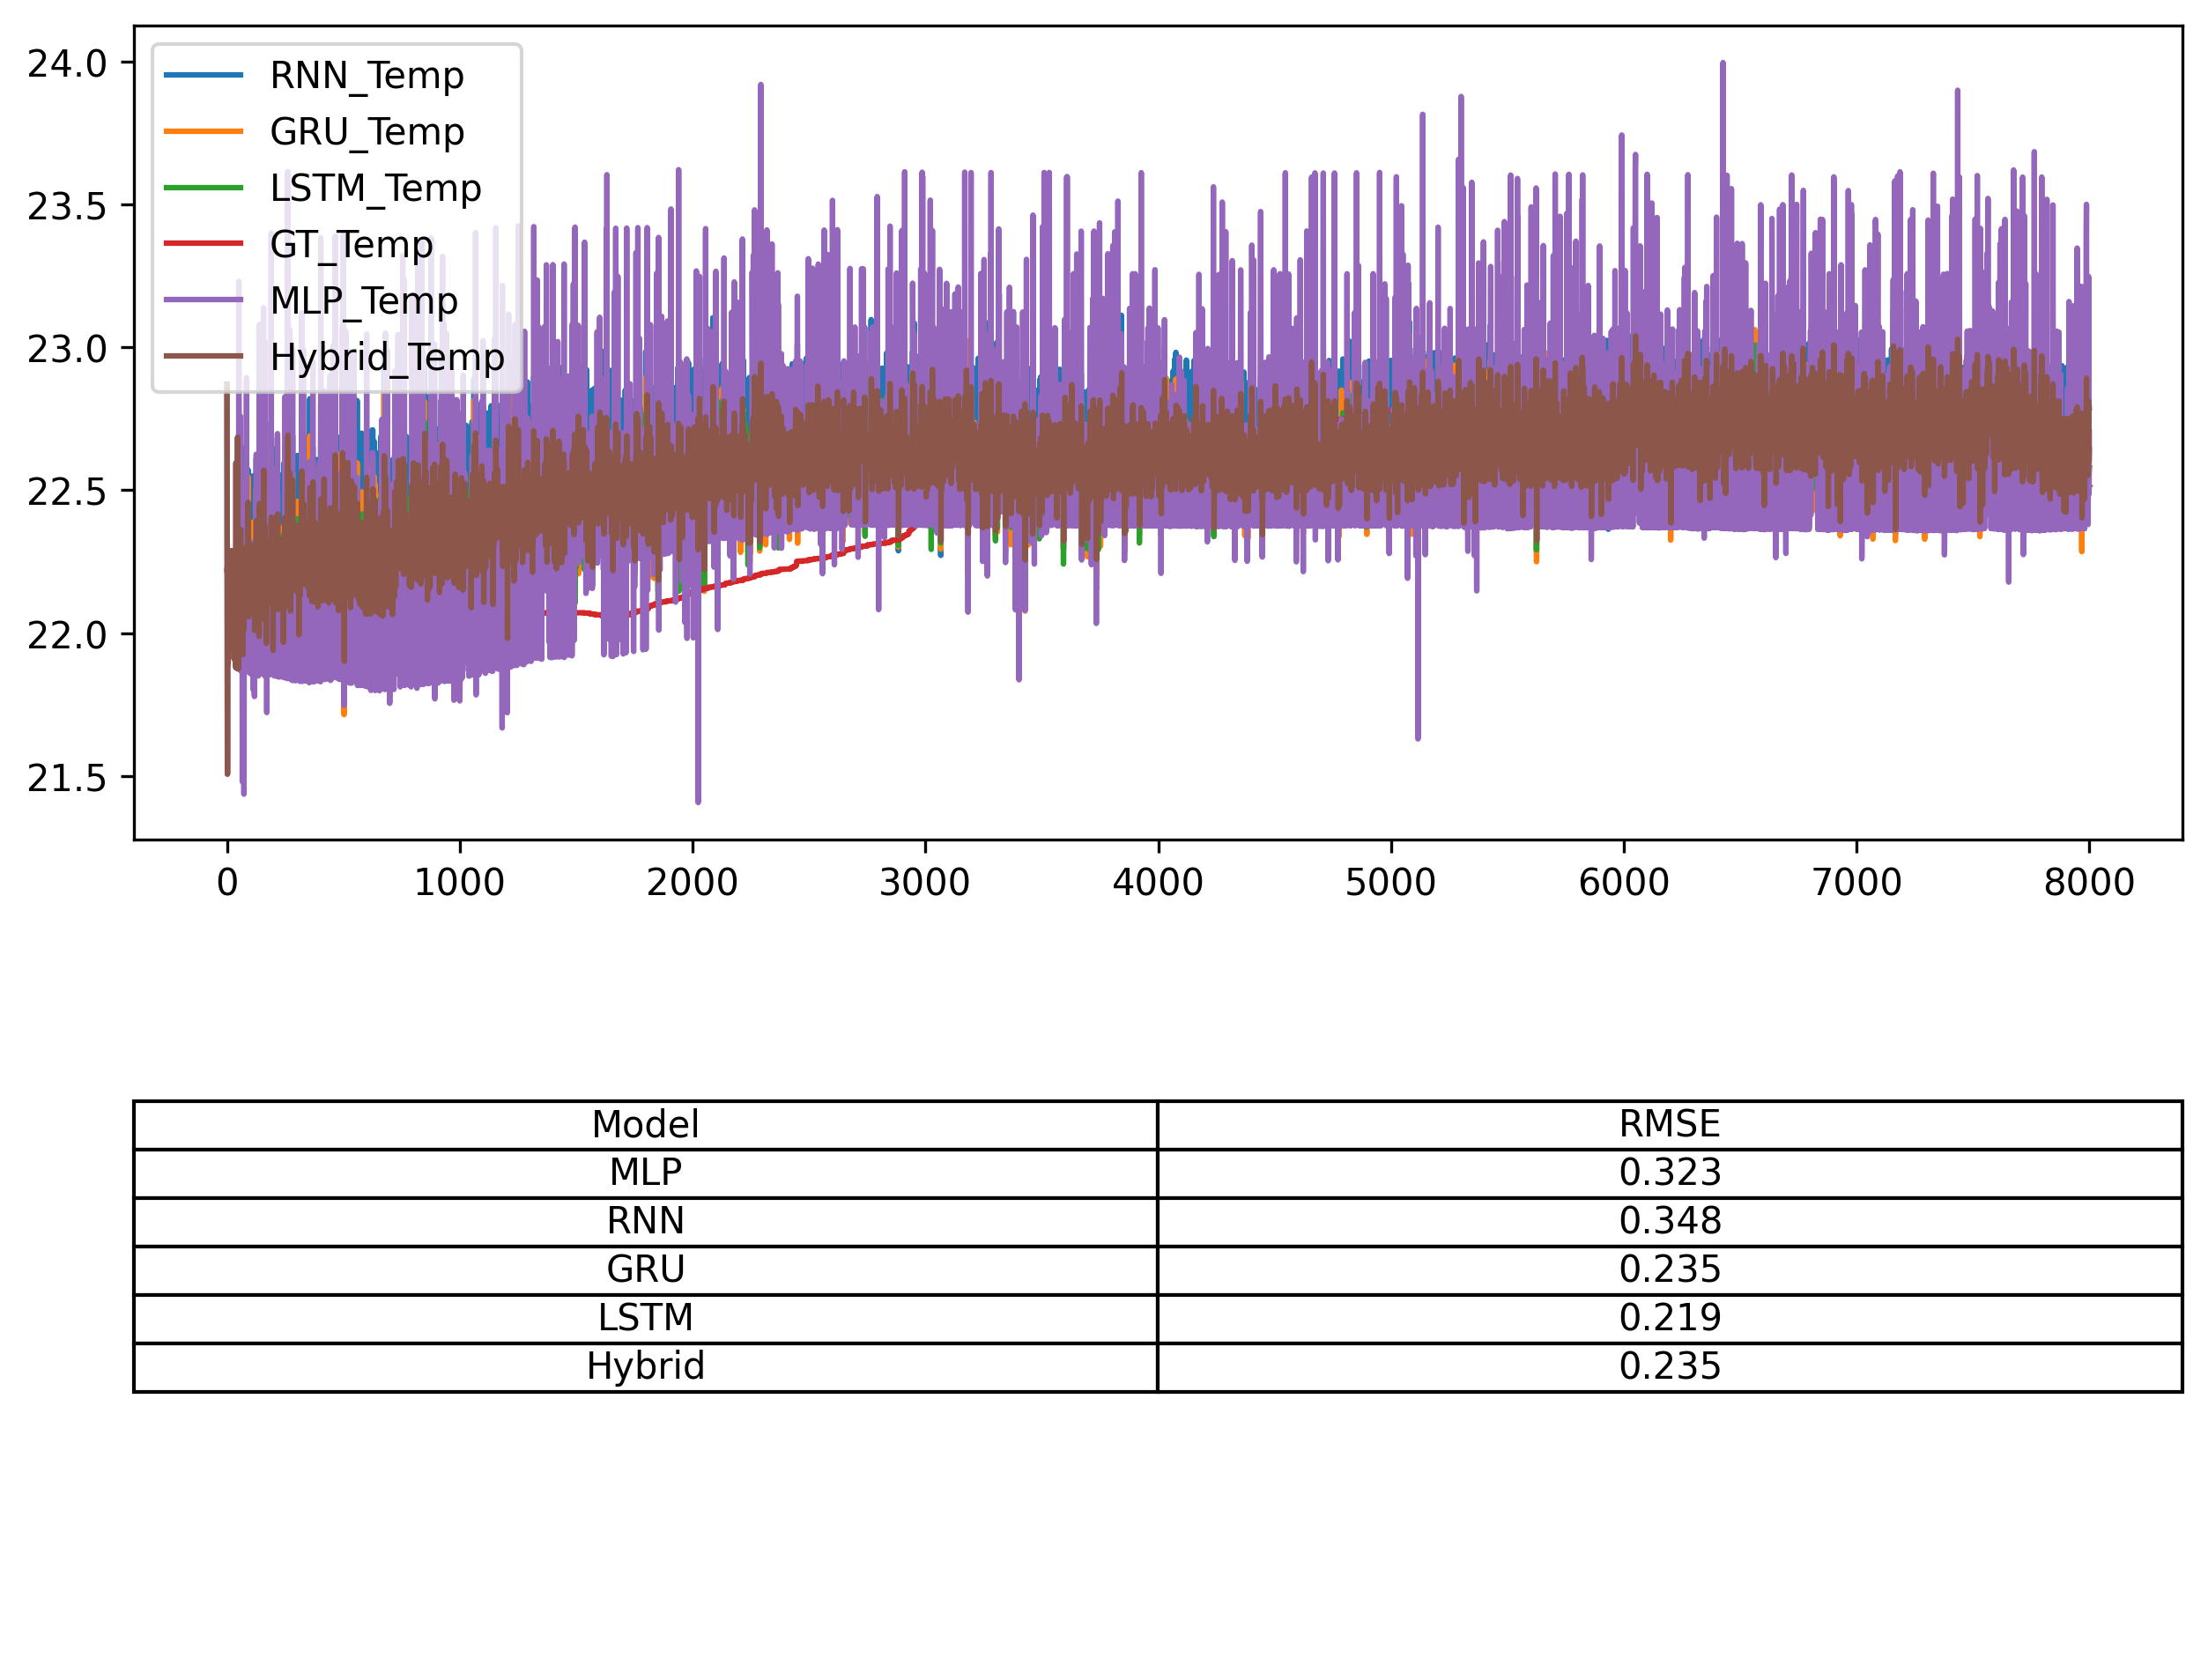 24.0
23.5
23.0
22.5
22.0
21.5
RNN_Temp
GRU_Temp
LSTM_Temp
GT_Temp
MLP_Temp
Hybrid_Temp
0 1000 2000 3000 4000 5000 6000 7000 8000
Model RMSE
MLP 0.323
RNN 0.348
GRU 0.235
LSTM 0.219
Hybrid 0.235